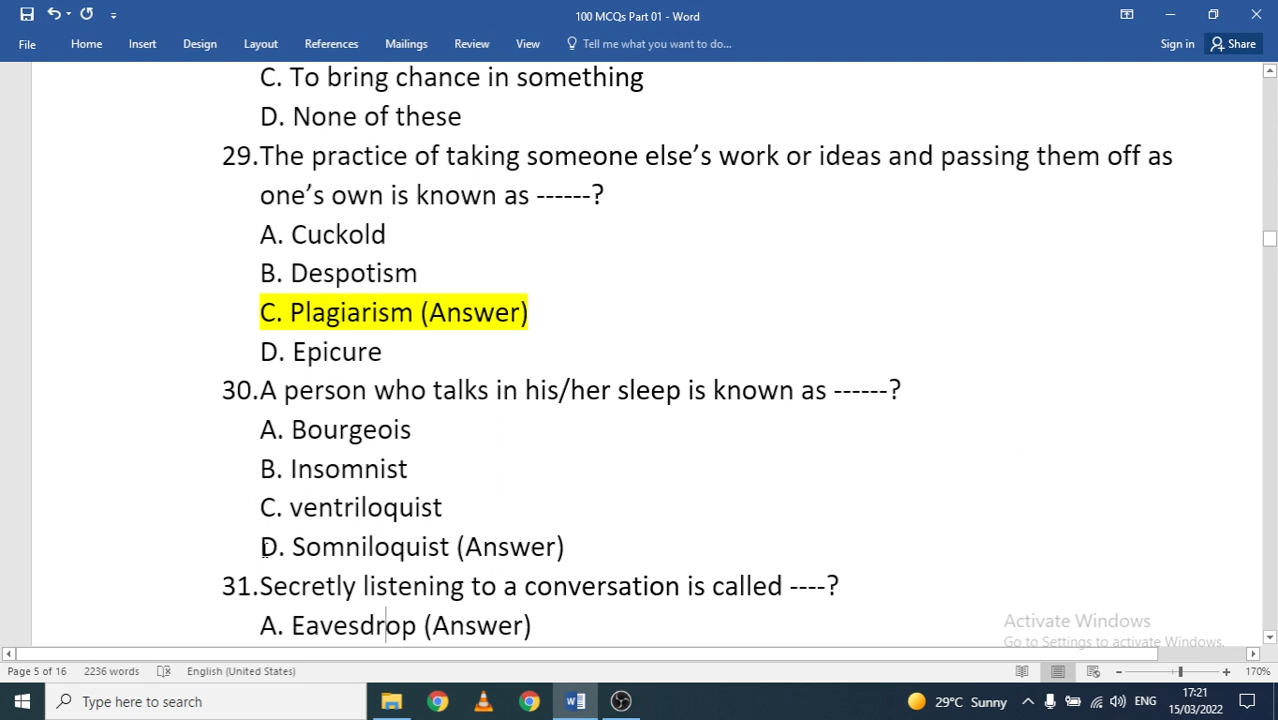 100 MCQs Part 01 - Word
File Home Insert Design Layout References Mailings Review View Tell me what you want to do... Sign in Share
C. To bring chance in something
D. None of these
29.The practice of taking someone else’s work or ideas and passing them off as
one’s own is known as ------?
A. Cuckold
B. Despotism
C. Plagiarism (Answer)
D. Epicure
30.A person who talks in his/her sleep is known as ------?
A. Bourgeois
B. Insomnist
C. ventriloquist
D. Somniloquist (Answer)
31.Secretly listening to a conversation is called ----?
A. Eavesdrop (Answer)
Activate Windows
Go to Settings to activate Windows.
Page 5 of 16 2236 words English (United States) 170%
Type here to search 29°C Sunny ENG 17:21
15/03/2022